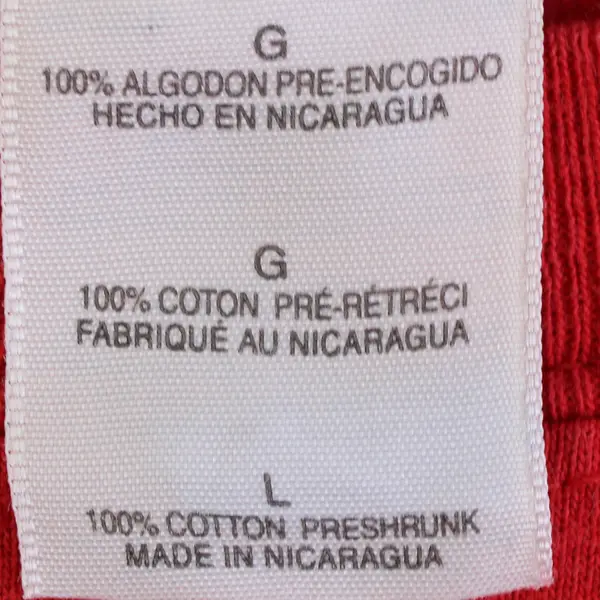 G
100% ALGODON PRE-ENCOGIDO
HECHO EN NICARAGUA
G
100% COTON PRÉ-RÉTRÉCI
FABRIQUÉ AU NICARAGUA
L
100% COTTON PRESHRUNK
MADE IN NICARAGUA